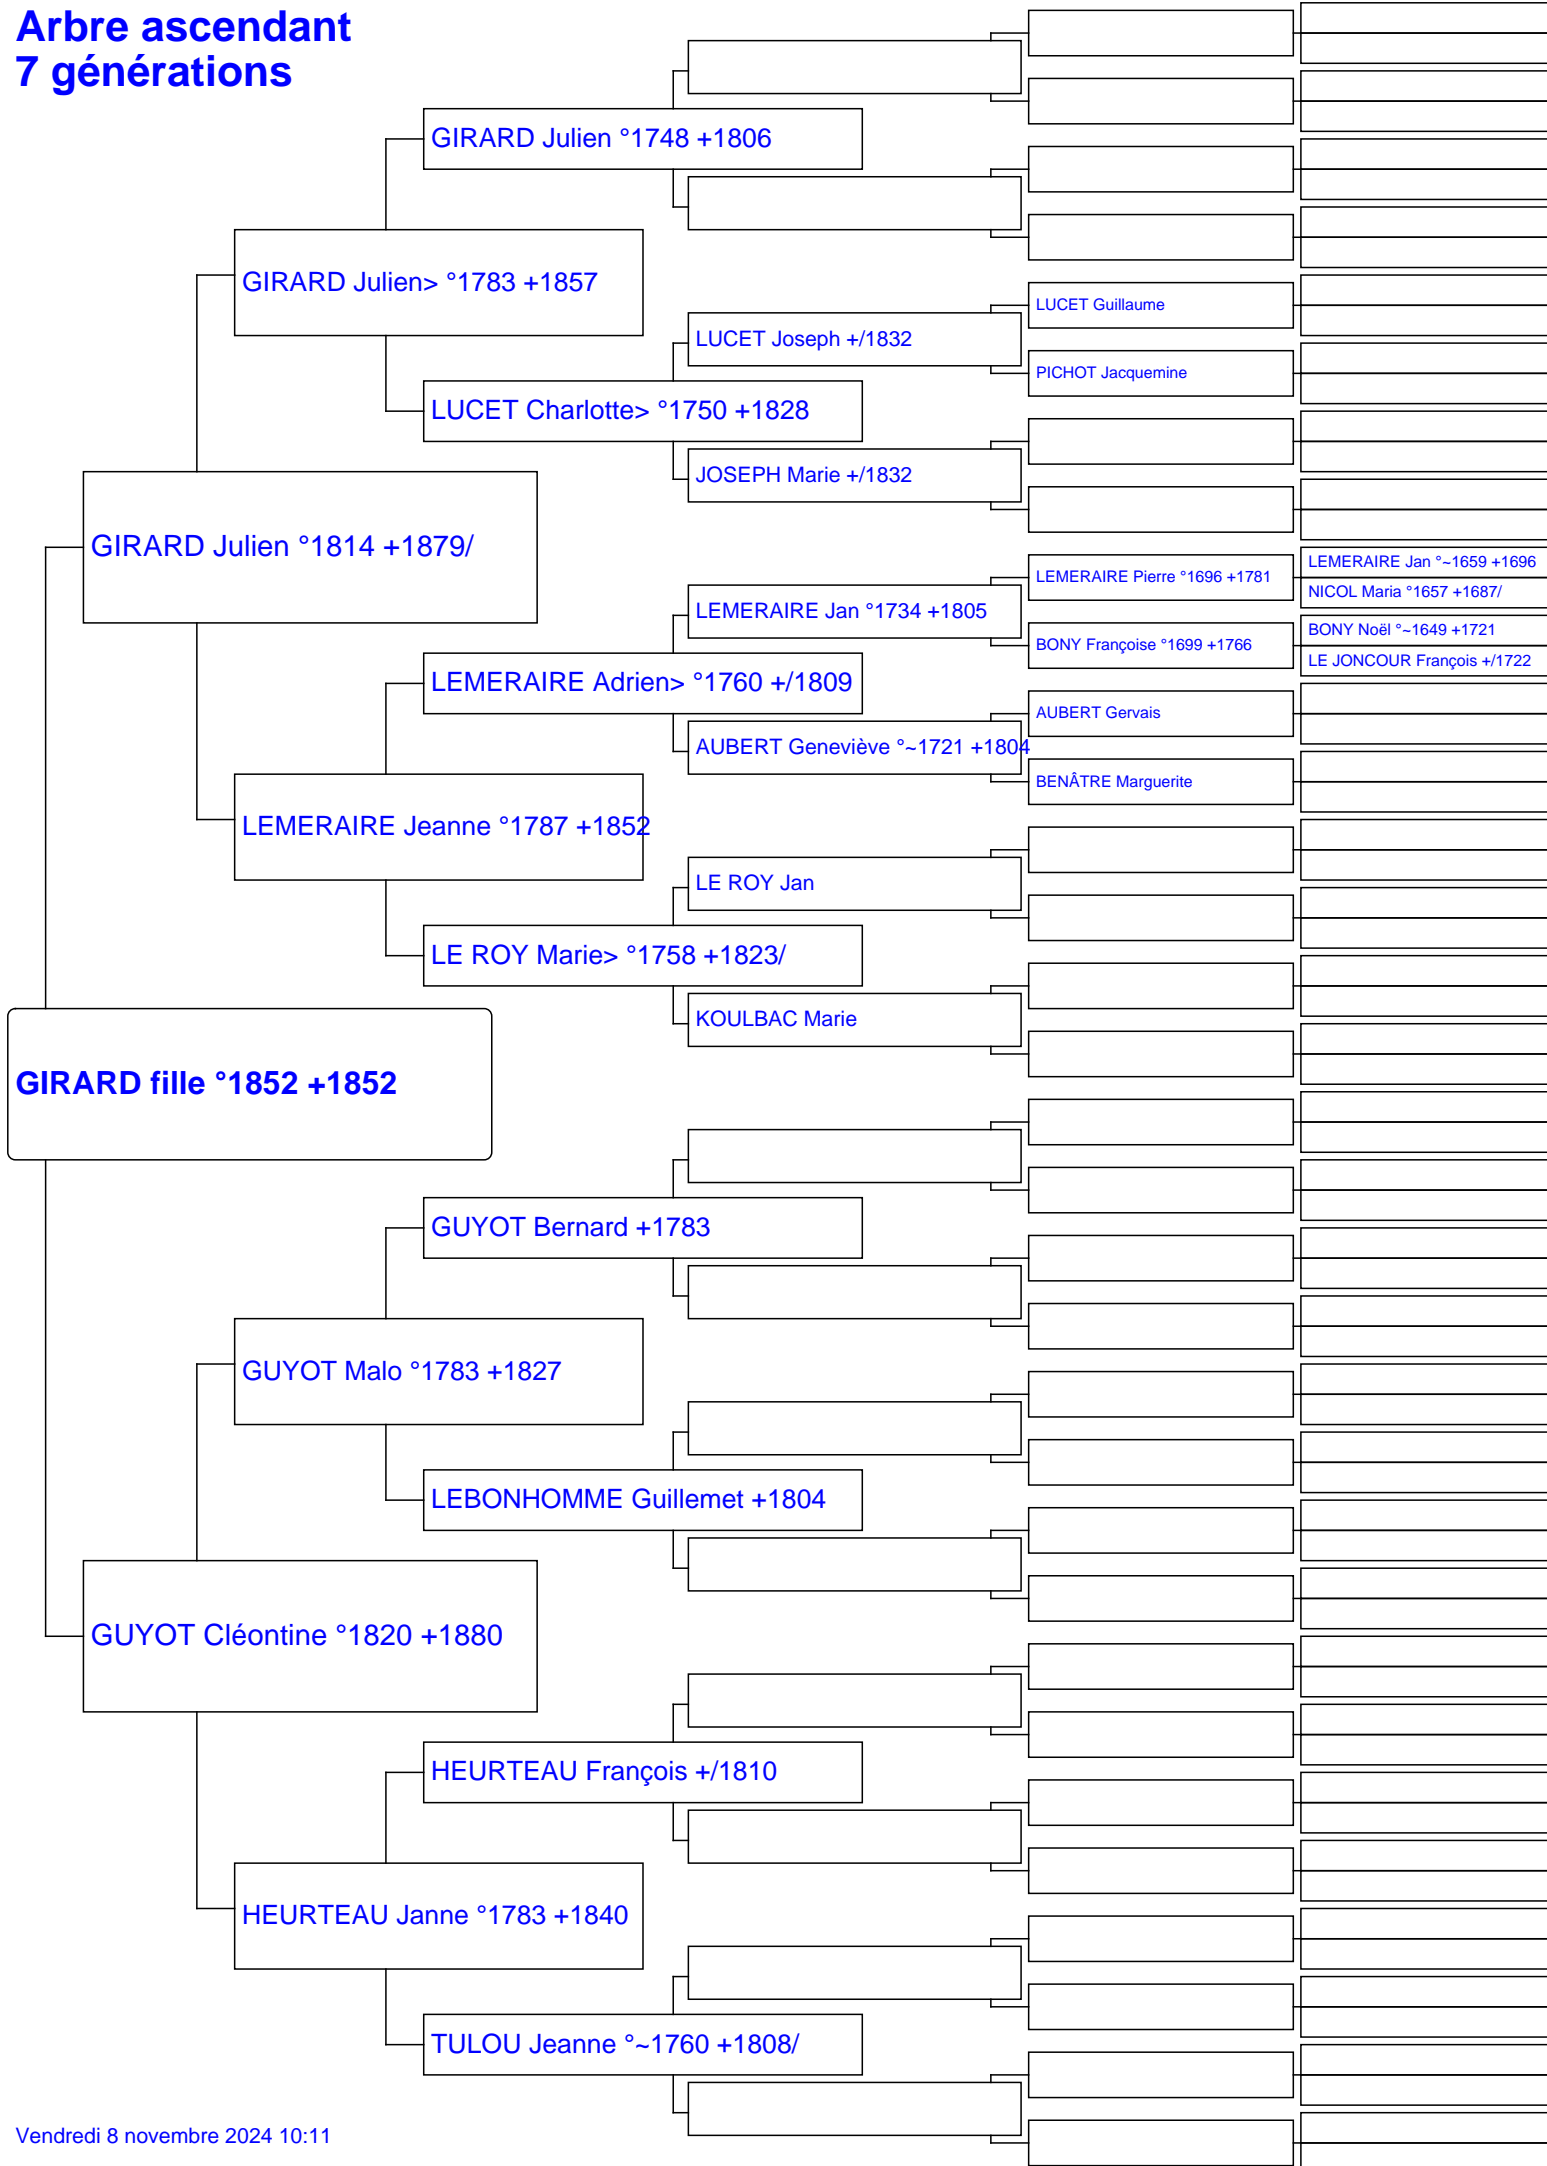 Arbre ascendant
7 générations
GIRARD Julien °1748 +1806
GIRARD Julien> °1783 +1857
LUCET Guillaume
LUCET Joseph +/1832
PICHOT Jacquemine
LUCET Charlotte> °1750 +1828
JOSEPH Marie +/1832
GIRARD Julien °1814 +1879/
LEMERAIRE Jan °~1659 +1696
LEMERAIRE Pierre °1696 +1781
NICOL Maria °1657 +1687/
LEMERAIRE Jan °1734 +1805
BONY Noël °~1649 +1721
BONY Françoise °1699 +1766
LE JONCOUR François +/1722
LEMERAIRE Adrien> °1760 +/1809
AUBERT Gervais
AUBERT Geneviève °~1721 +1804
BENÂTRE Marguerite
LEMERAIRE Jeanne °1787 +1852
LE ROY Jan
LE ROY Marie> °1758 +1823/
KOULBAC Marie
GIRARD fille °1852 +1852
GUYOT Bernard +1783
GUYOT Malo °1783 +1827
LEBONHOMME Guillemet +1804
GUYOT Cléontine °1820 +1880
HEURTEAU François +/1810
HEURTEAU Janne °1783 +1840
TULOU Jeanne °~1760 +1808/
Vendredi 8 novembre 2024 10:11